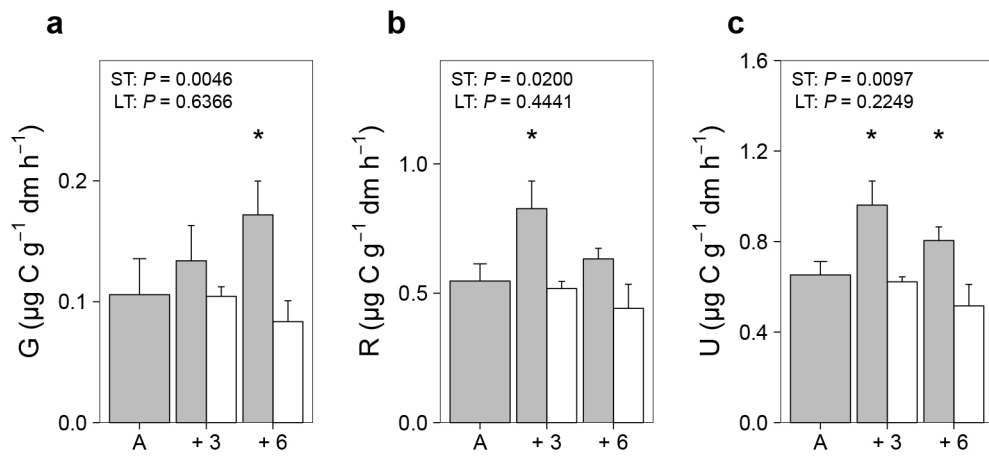 a
ST: P = 0.0046
LT: P = 0.6366
*
G (µg C g⁻¹ dm h⁻¹)
0.2
0.1
0.0
A
+ 3
+ 6
b
ST: P = 0.0200
LT: P = 0.4441
*
R (µg C g⁻¹ dm h⁻¹)
1.0
0.5
0.0
A
+ 3
+ 6
c
ST: P = 0.0097
LT: P = 0.2249
* *
U (µg C g⁻¹ dm h⁻¹)
1.6
1.2
0.8
0.4
0.0
A
+ 3
+ 6